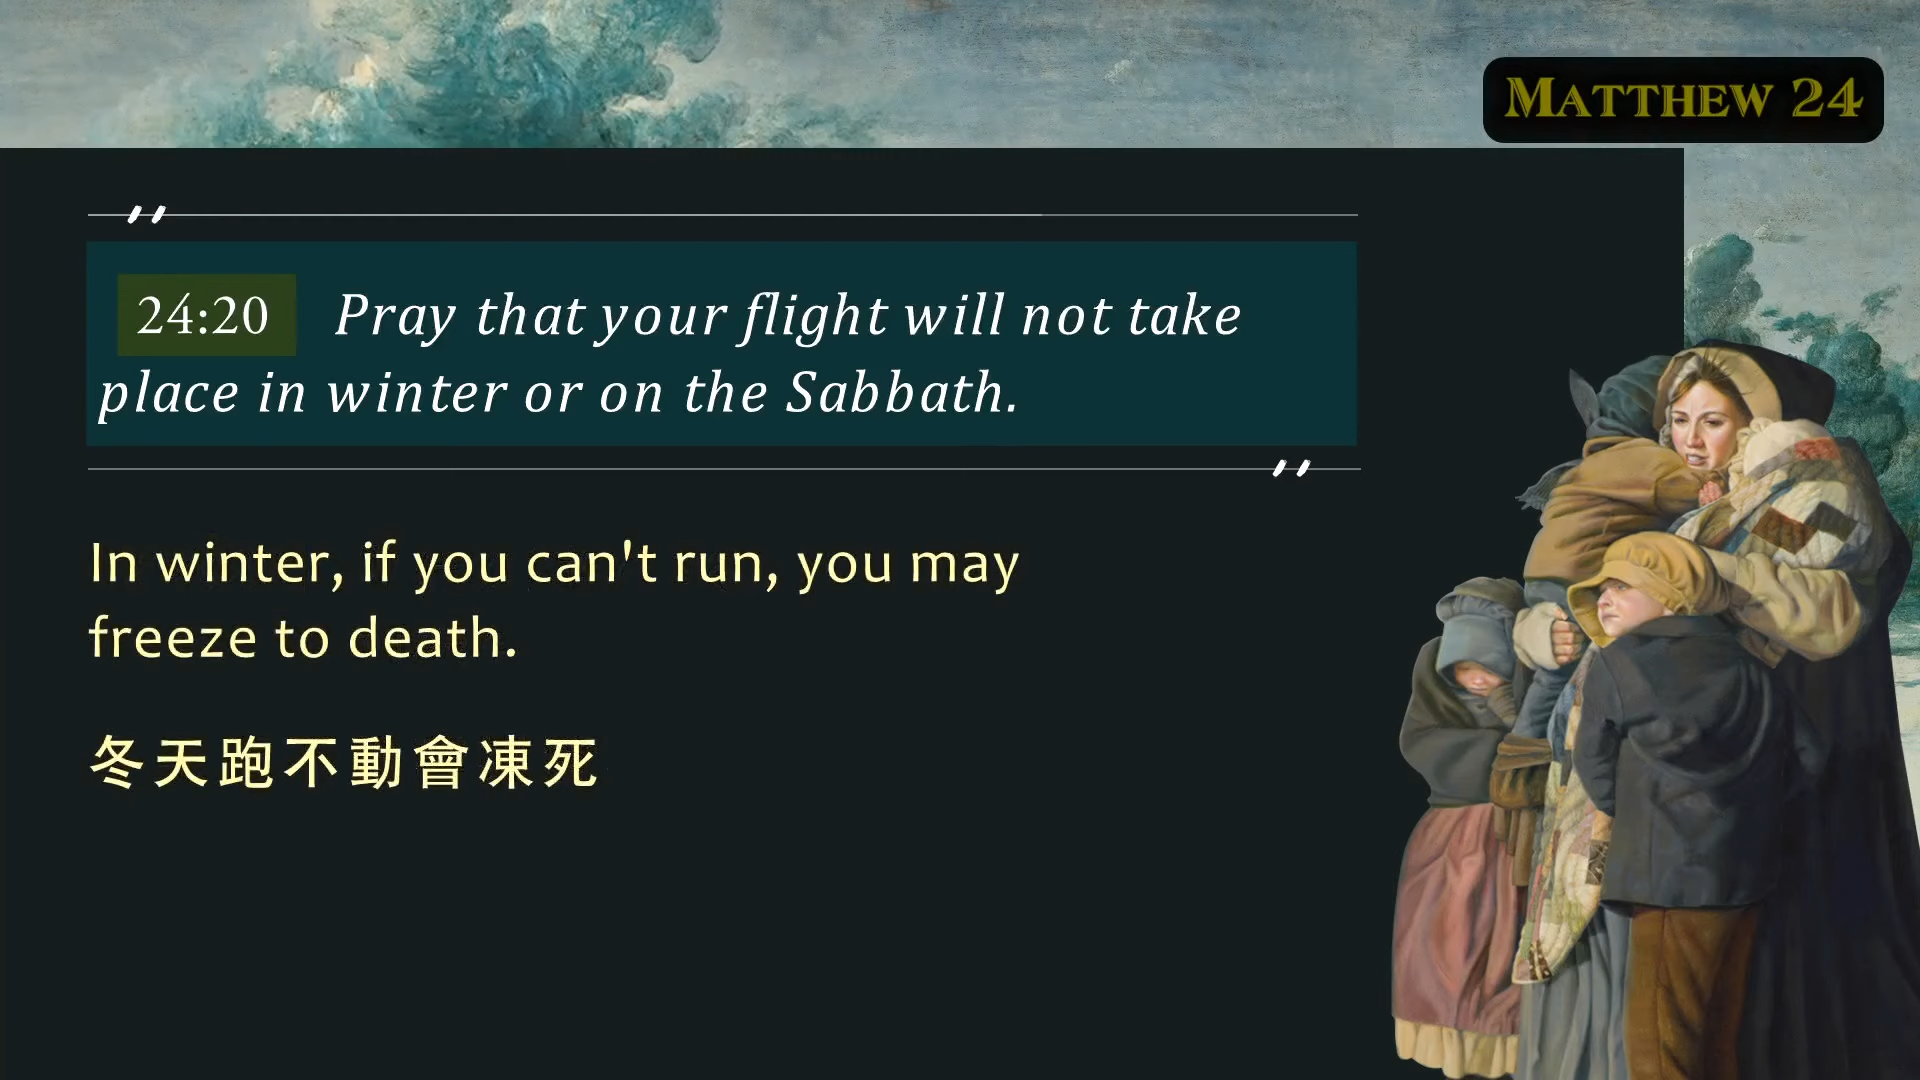 MATTHEW 24
24:20 Pray that your flight will not take
place in winter or on the Sabbath.
In winter, if you can't run, you may
freeze to death.
冬天跑不動會凍死